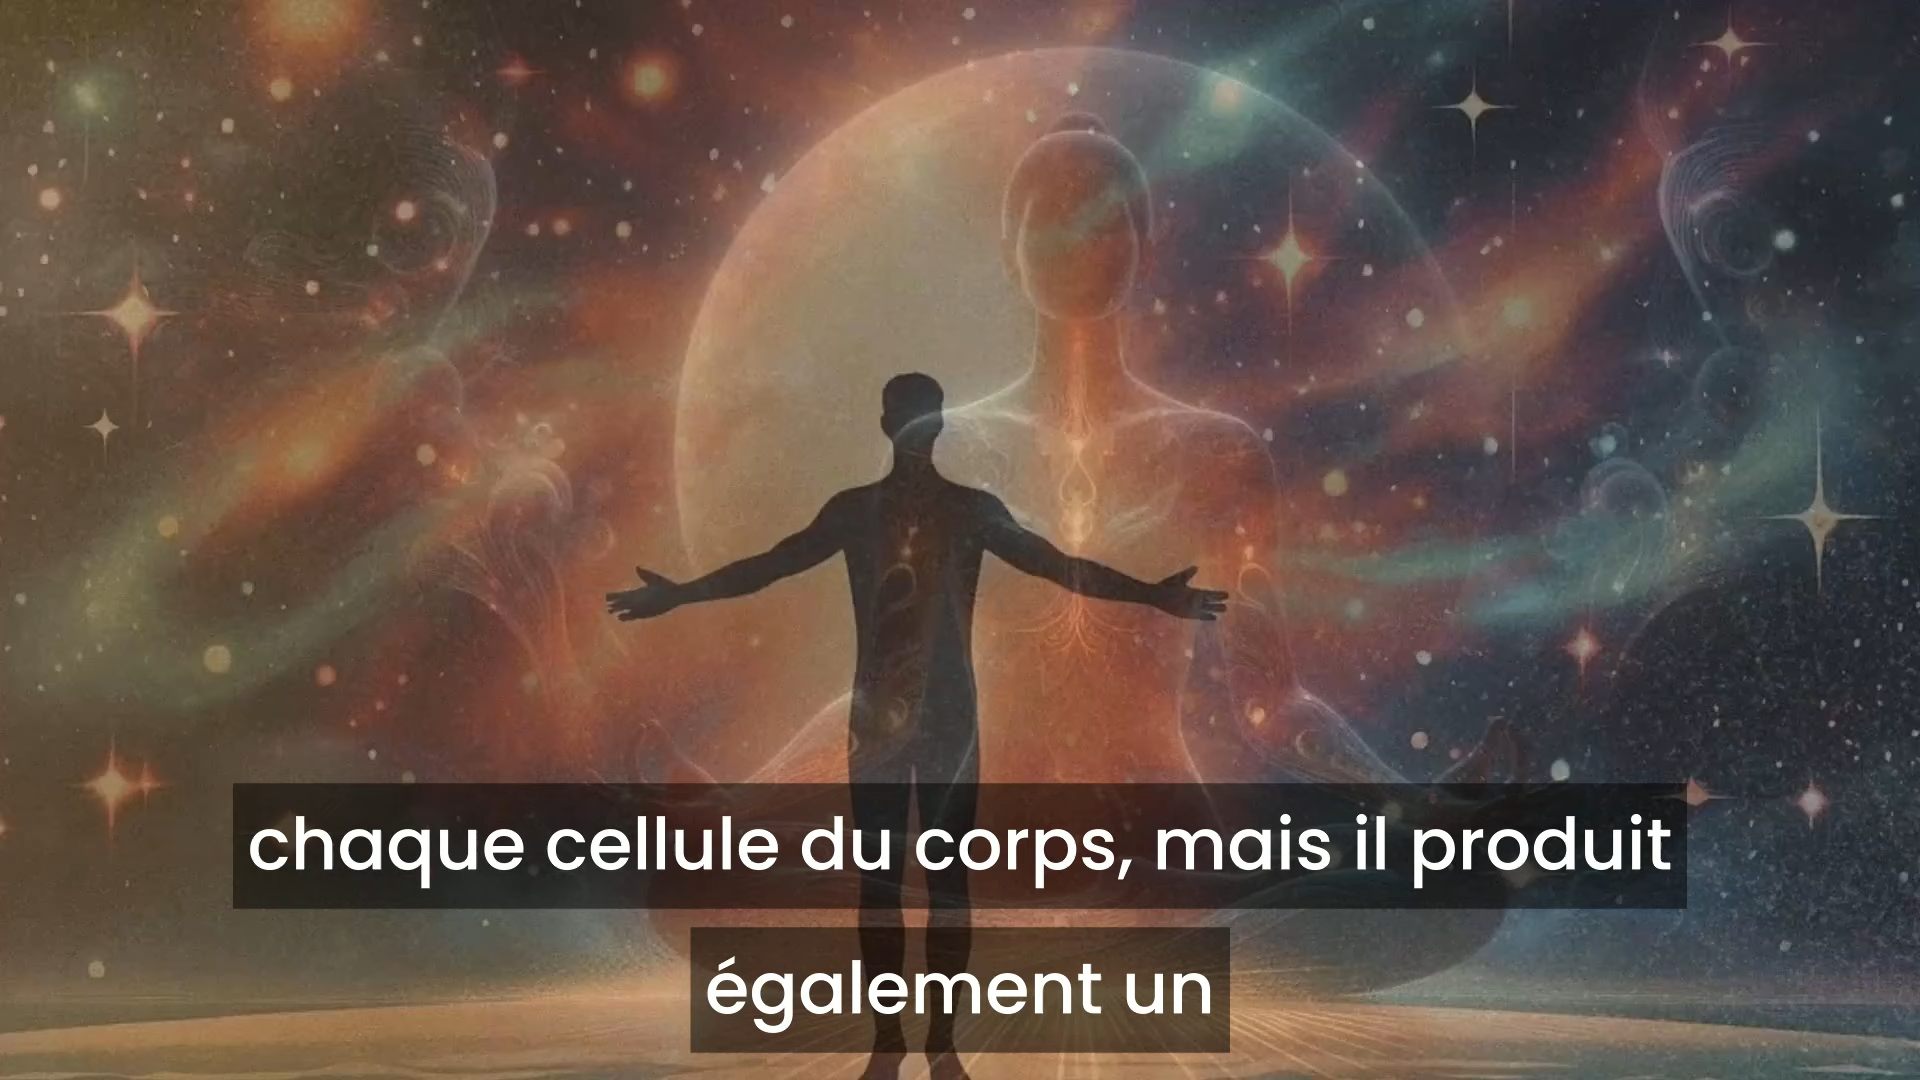 chaque cellule du corps, mais il produit
également un